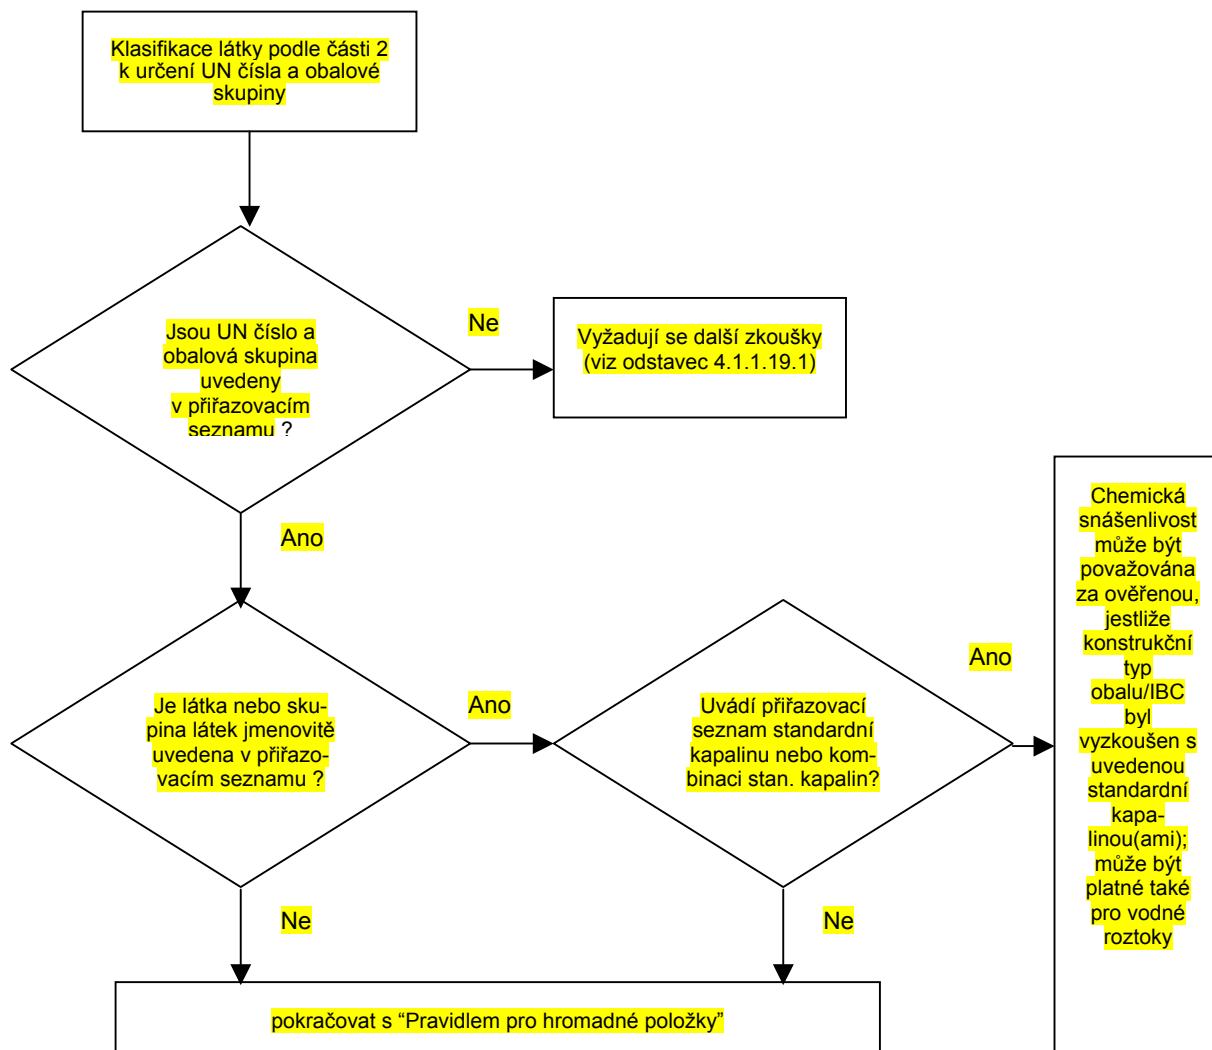 Klasifikace látky podle části 2
k určení UN čísla a obalové
skupiny
Jsou UN číslo a
obalová skupina
uvedeny
v přiřazovacím
seznamu ?
Ne
Vyžadují se další zkoušky
(viz odstavec 4.1.1.19.1)
Ano
Je látka nebo sku-
pina látek jmenovitě
uvedena v přiřazo-
vacím seznamu ?
Ano
Uvádí přiřazovací
seznam standardní
kapalinu nebo kom-
binaci stan. kapalin?
Ano
Chemická
snášenlivost
může být
považována
za ověřenou,
jestliže
konstrukční
typ
obalu/IBC
byl
vyzkoušen s
uvedenou
standardní
kapa-
linou(ami);
může být
platné také
pro vodné
roztoky
Ne
Ne
pokračovat s “Pravidlem pro hromadné položky”